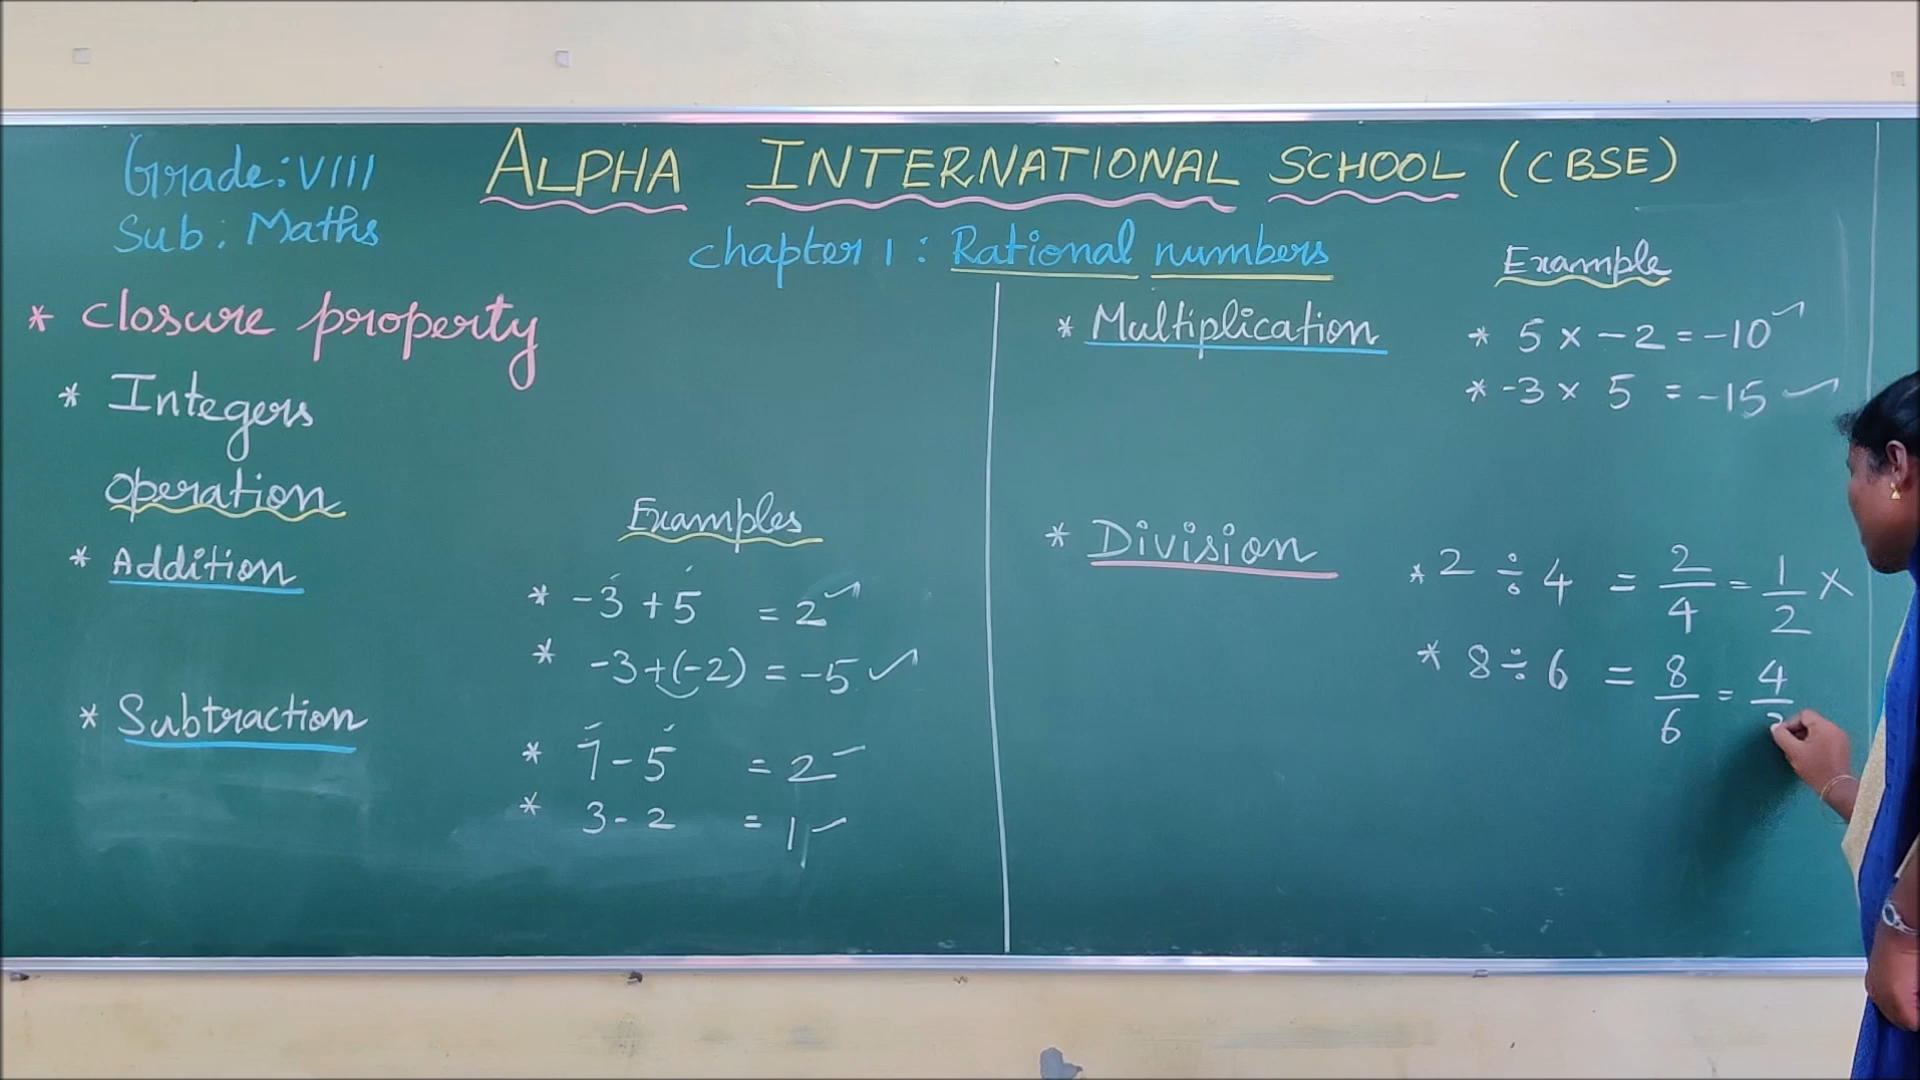 Grade: VIII
Sub: Maths
ALPHA INTERNATIONAL SCHOOL (CBSE)
Chapter 1 : Rational numbers
* Closure property
* Integers
operation
Examples
* Addition
* -3 + 5 = 2 ✓
* -3 + (-2) = -5 ✓
* Subtraction
* 7 - 5 = 2 ✓
* 3 - 2 = 1 ✓
Example
* Multiplication
* 5 × -2 = -10 ✓
* -3 × 5 = -15 ✓
* Division
* 2 ÷ 4 = 2/4 = 1/2 ×
* 8 ÷ 6 = 8/6 = 4/